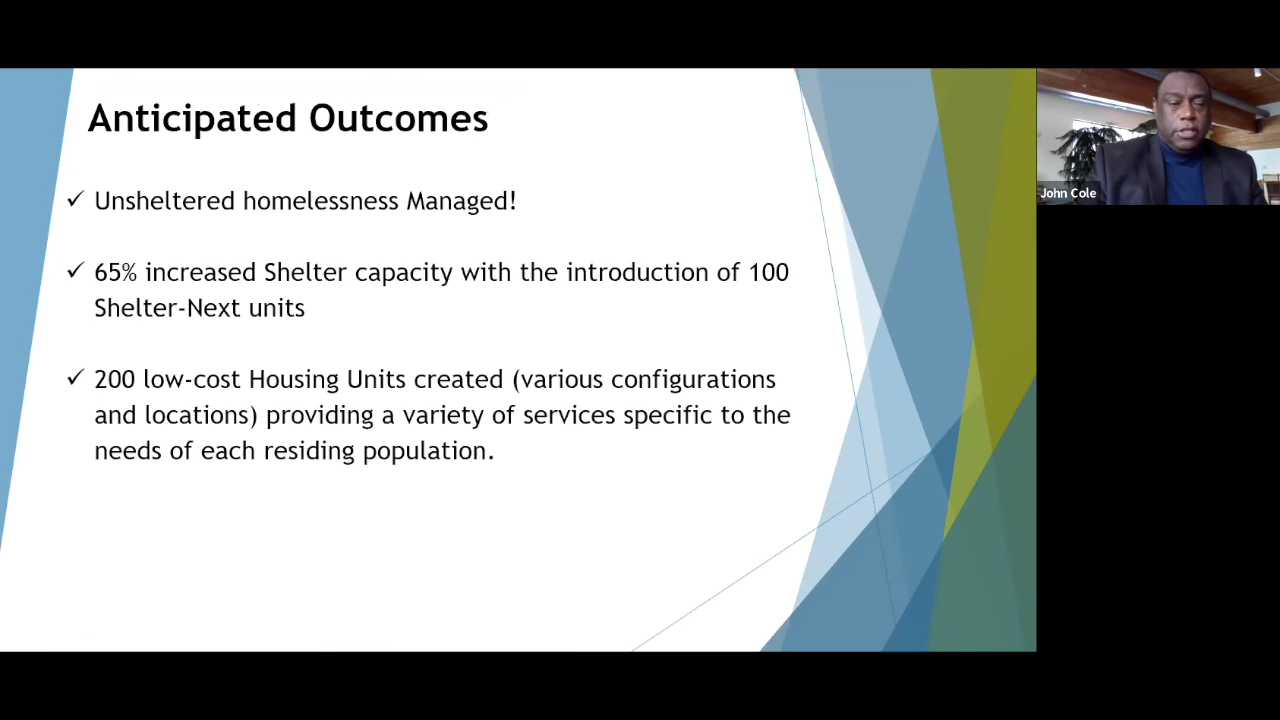 Anticipated Outcomes
✓ Unsheltered homelessness Managed!
✓ 65% increased Shelter capacity with the introduction of 100
Shelter-Next units
✓ 200 low-cost Housing Units created (various configurations
and locations) providing a variety of services specific to the
needs of each residing population.
John Cole